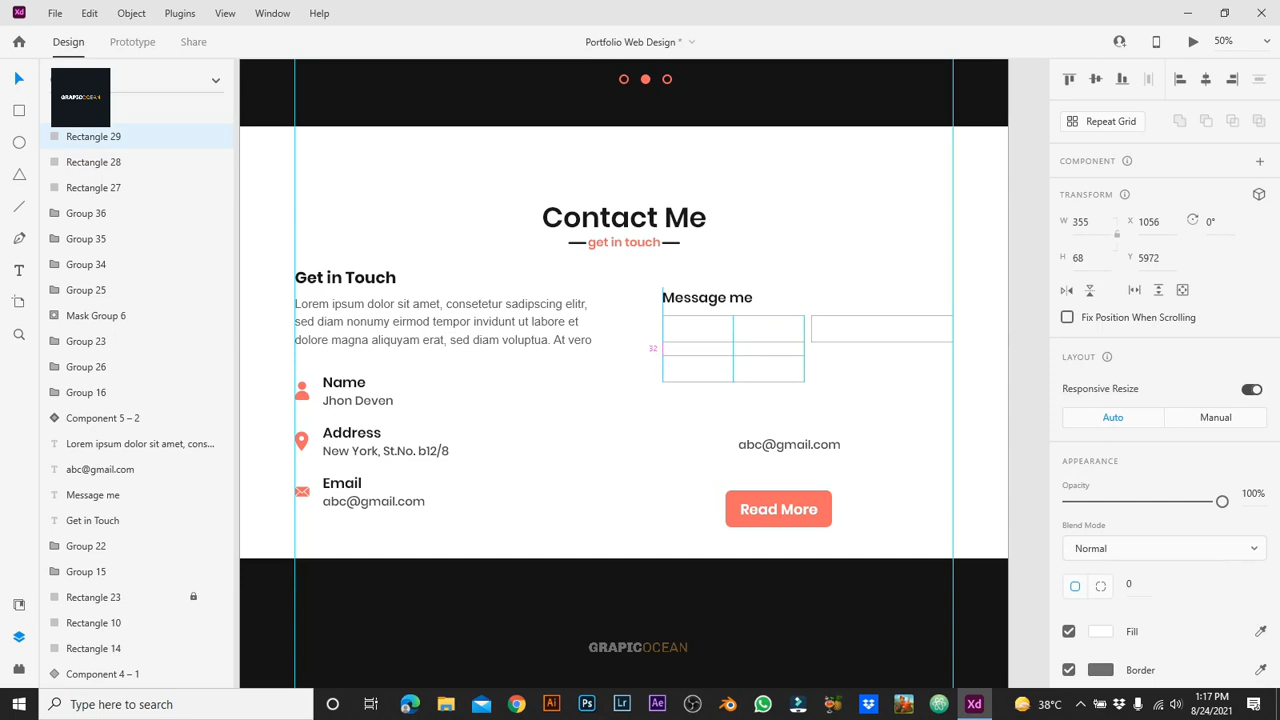 Xd
File
Edit
Object
Plugins
View
Window
Help
Design
Prototype
Share
Portfolio Web Design *
50%
GRAPICOCEAN
Rectangle 29
Rectangle 28
Rectangle 27
Group 36
Group 35
Group 34
Group 25
Mask Group 6
Group 23
Group 26
Group 16
Component 5 – 2
Lorem ipsum dolor sit amet, cons...
abc@gmail.com
Message me
Get in Touch
Group 22
Group 15
Rectangle 23
Rectangle 10
Rectangle 14
Component 4 – 1
Contact Me
get in touch
Get in Touch
Lorem ipsum dolor sit amet, consetetur sadipscing elitr,
sed diam nonumy eirmod tempor invidunt ut labore et
dolore magna aliquyam erat, sed diam voluptua. At vero
Name
Jhon Deven
Address
New York, St.No. b12/8
Email
abc@gmail.com
Message me
32
abc@gmail.com
Read More
GRAPICOCEAN
Repeat Grid
COMPONENT
TRANSFORM
W 355 X 1056 0°
H 68 Y 5972
Fix Position When Scrolling
LAYOUT
Responsive Resize
Auto
Manual
APPEARANCE
Opacity
100%
Blend Mode
Normal
0
Fill
Border
Type here to search
Ai
Ps
Lr
Ae
Xd
38°C
1:17 PM
8/24/2021